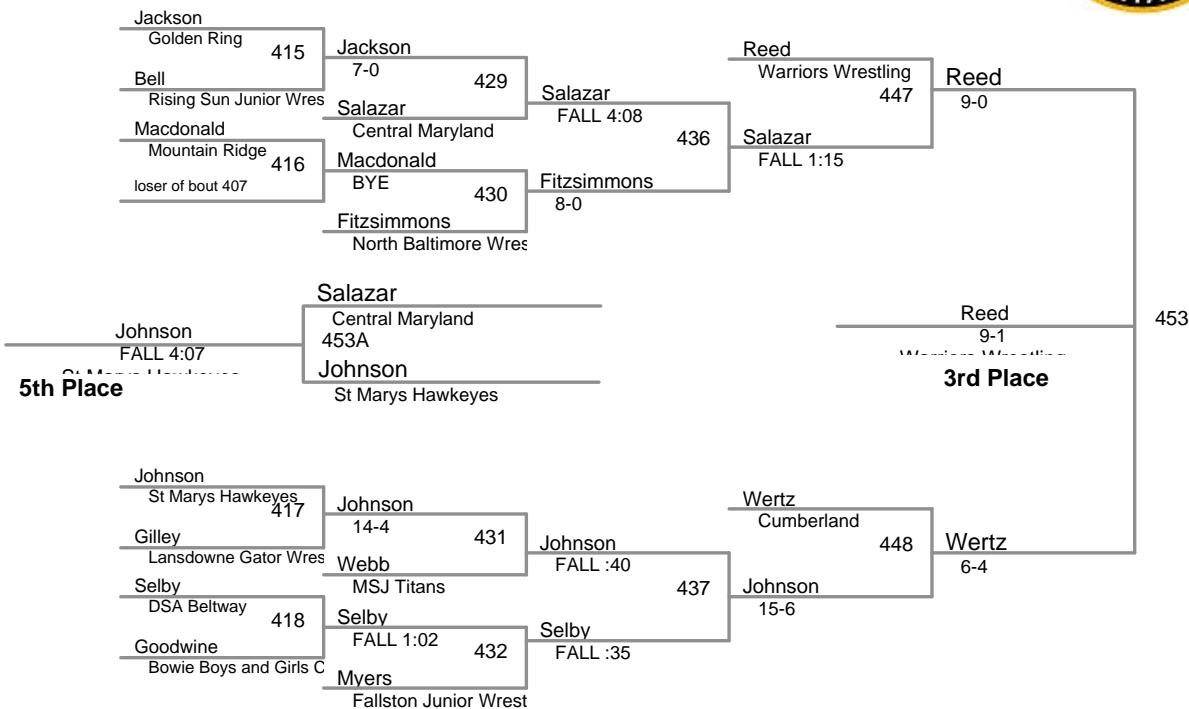 Jackson
Golden Ring
415
Bell
Rising Sun Junior Wres
Macdonald
Mountain Ridge
416
loser of bout 407
Jackson
7-0
429
Salazar
Central Maryland
Macdonald
BYE
430
Fitzsimmons
North Baltimore Wres
Salazar
FALL 4:08
436
Fitzsimmons
8-0
Reed
Warriors Wrestling
447
Salazar
FALL 1:15
Reed
9-0
Salazar
Central Maryland
453A
Johnson
St Marys Hawkeyes
Johnson
FALL 4:07
St Marys Hawkeyes
5th Place
Reed
9-1
Warriors Wrestling
3rd Place
453
Johnson
St Marys Hawkeyes
417
Gilley
Lansdowne Gator Wres
Selby
DSA Beltway
418
Goodwine
Bowie Boys and Girls C
Johnson
14-4
431
Webb
MSJ Titans
Selby
FALL 1:02
432
Myers
Fallston Junior Wrest
Johnson
FALL :40
437
Selby
FALL :35
Wertz
Cumberland
448
Johnson
15-6
Wertz
6-4